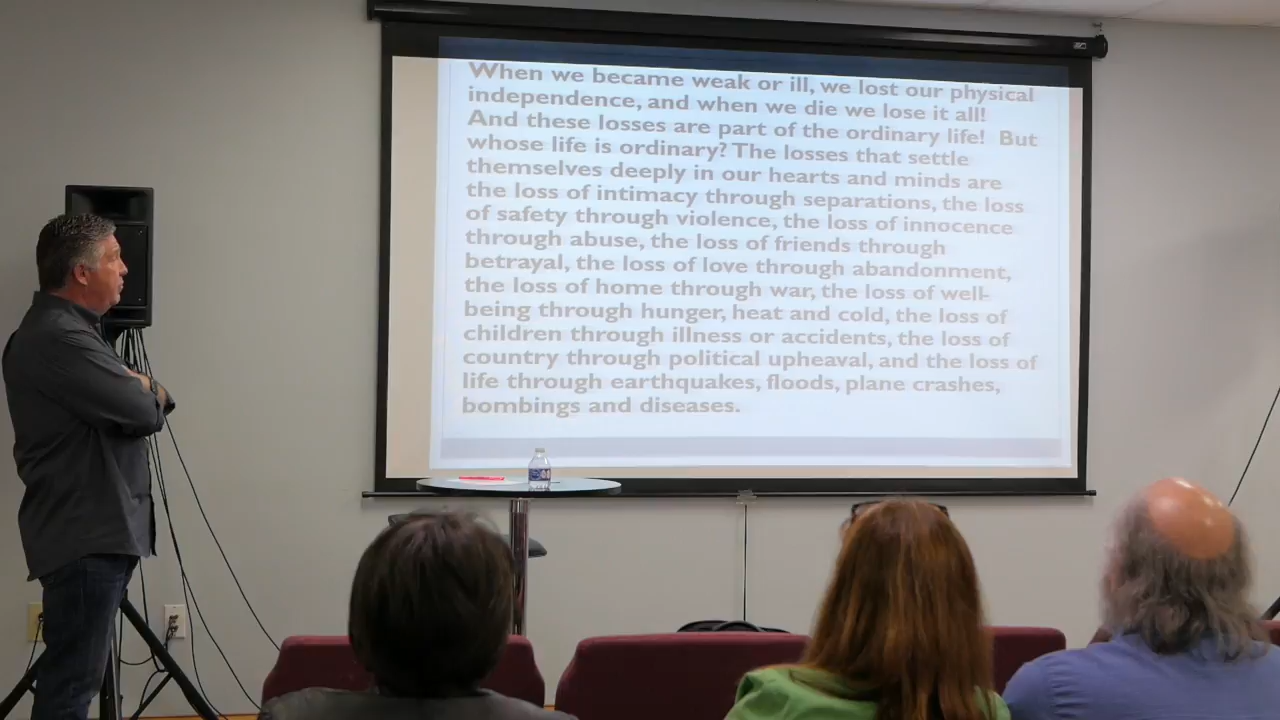 When we became weak or ill, we lost our physical
independence, and when we die we lose it all!
And these losses are part of the ordinary life! But
whose life is ordinary? The losses that settle
themselves deeply in our hearts and minds are
the loss of intimacy through separations, the loss
of safety through violence, the loss of innocence
through abuse, the loss of friends through
betrayal, the loss of love through abandonment,
the loss of home through war, the loss of well-
being through hunger, heat and cold, the loss of
children through illness or accidents, the loss of
country through political upheaval, and the loss of
life through earthquakes, floods, plane crashes,
bombings and diseases.